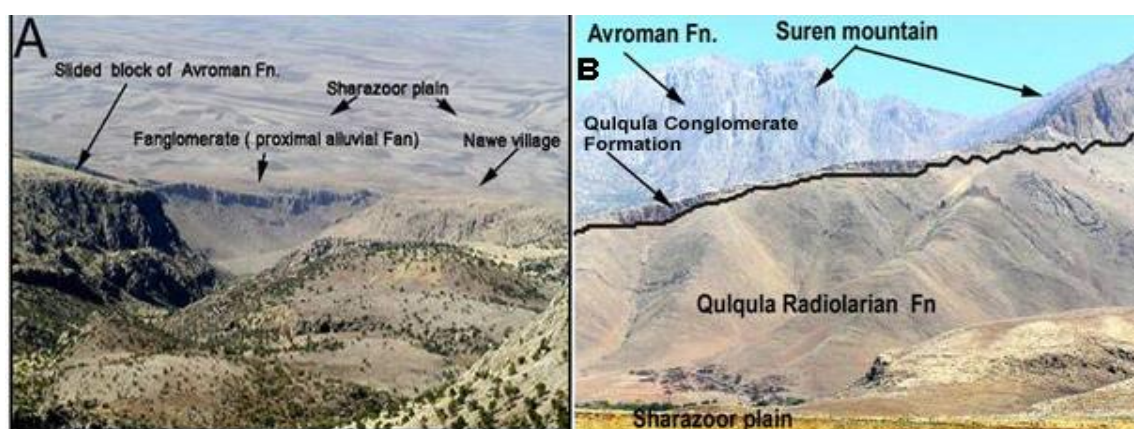 A
Slided block of Avroman Fn.
Sharazoor plain
Fanglomerate ( proximal alluvial Fan)
Nawe village
B
Avroman Fn.
Suren mountain
Qulqula Conglomerate
Formation
Qulqula Radiolarian Fn
Sharazoor plain